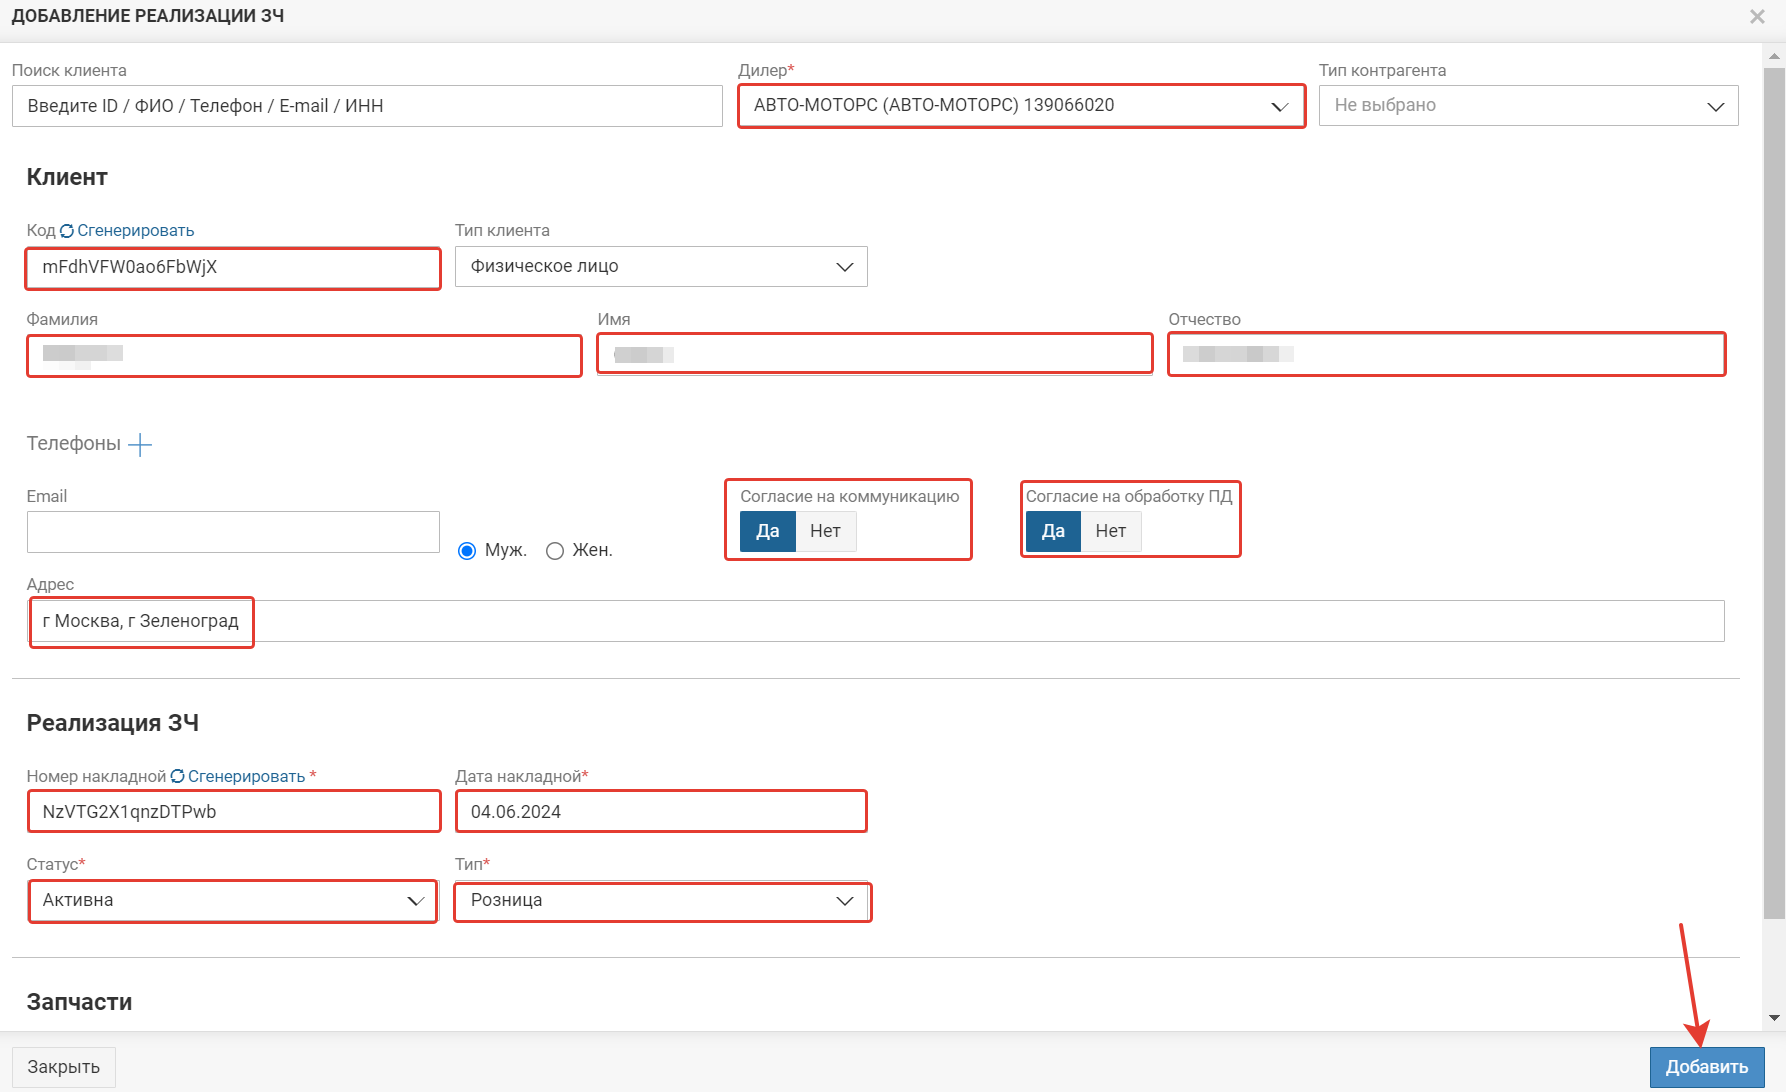 ДОБАВЛЕНИЕ РЕАЛИЗАЦИИ ЗЧ
Поиск клиента
Дилер*
Тип контрагента
Введите ID / ФИО / Телефон / E-mail / ИНН
АВТО-МОТОРС (АВТО-МОТОРС) 139066020
Не выбрано
Клиент
Код Сгенерировать
Тип клиента
mFdhVFW0ao6FbWjX
Физическое лицо
Фамилия
Имя
Отчество
Телефоны
Email
Согласие на коммуникацию
Согласие на обработку ПД
Да Нет
Да Нет
Муж. Жен.
Адрес
г Москва, г Зеленоград
Реализация ЗЧ
Номер накладной Сгенерировать *
Дата накладной*
NzVTG2X1qnzDTPwb
04.06.2024
Статус*
Тип*
Активна
Розница
Запчасти
Закрыть
Добавить